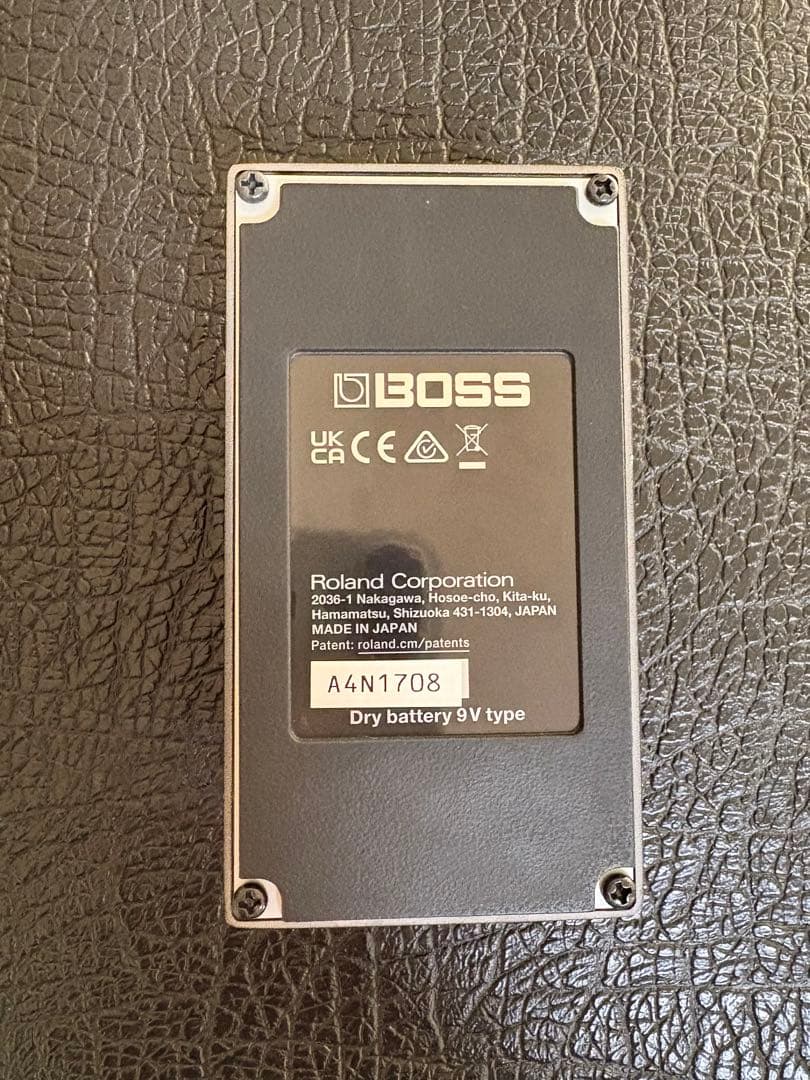 BOSS
UK
CA CE
Roland Corporation
2036-1 Nakagawa, Hosoe-cho, Kita-ku,
Hamamatsu, Shizuoka 431-1304, JAPAN
MADE IN JAPAN
Patent: roland.cm/patents
A4N1708
Dry battery 9V type